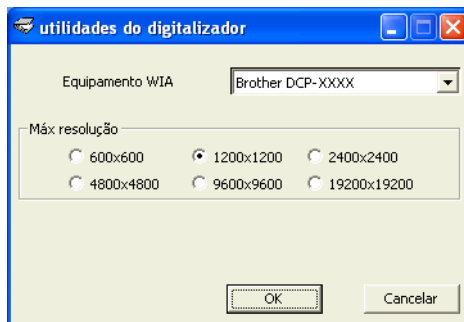 utilidades do digitalizador
Equipamento WIA Brother DCP-XXXX
Máx resolução
600x600 1200x1200 2400x2400
4800x4800 9600x9600 19200x19200
OK Cancelar